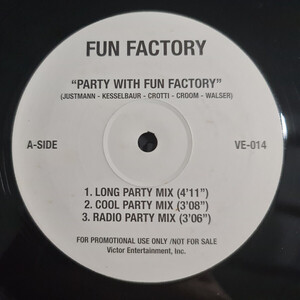 FUN FACTORY
“PARTY WITH FUN FACTORY”
(JUSTMANN - KESSELBAUR - CROTTI - CROOM - WALSER)
A-SIDE
VE-014
1. LONG PARTY MIX (4'11”)
2. COOL PARTY MIX (3'08”)
3. RADIO PARTY MIX (3'06”)
FOR PROMOTIONAL USE ONLY /NOT FOR SALE
Victor Entertainment, Inc.